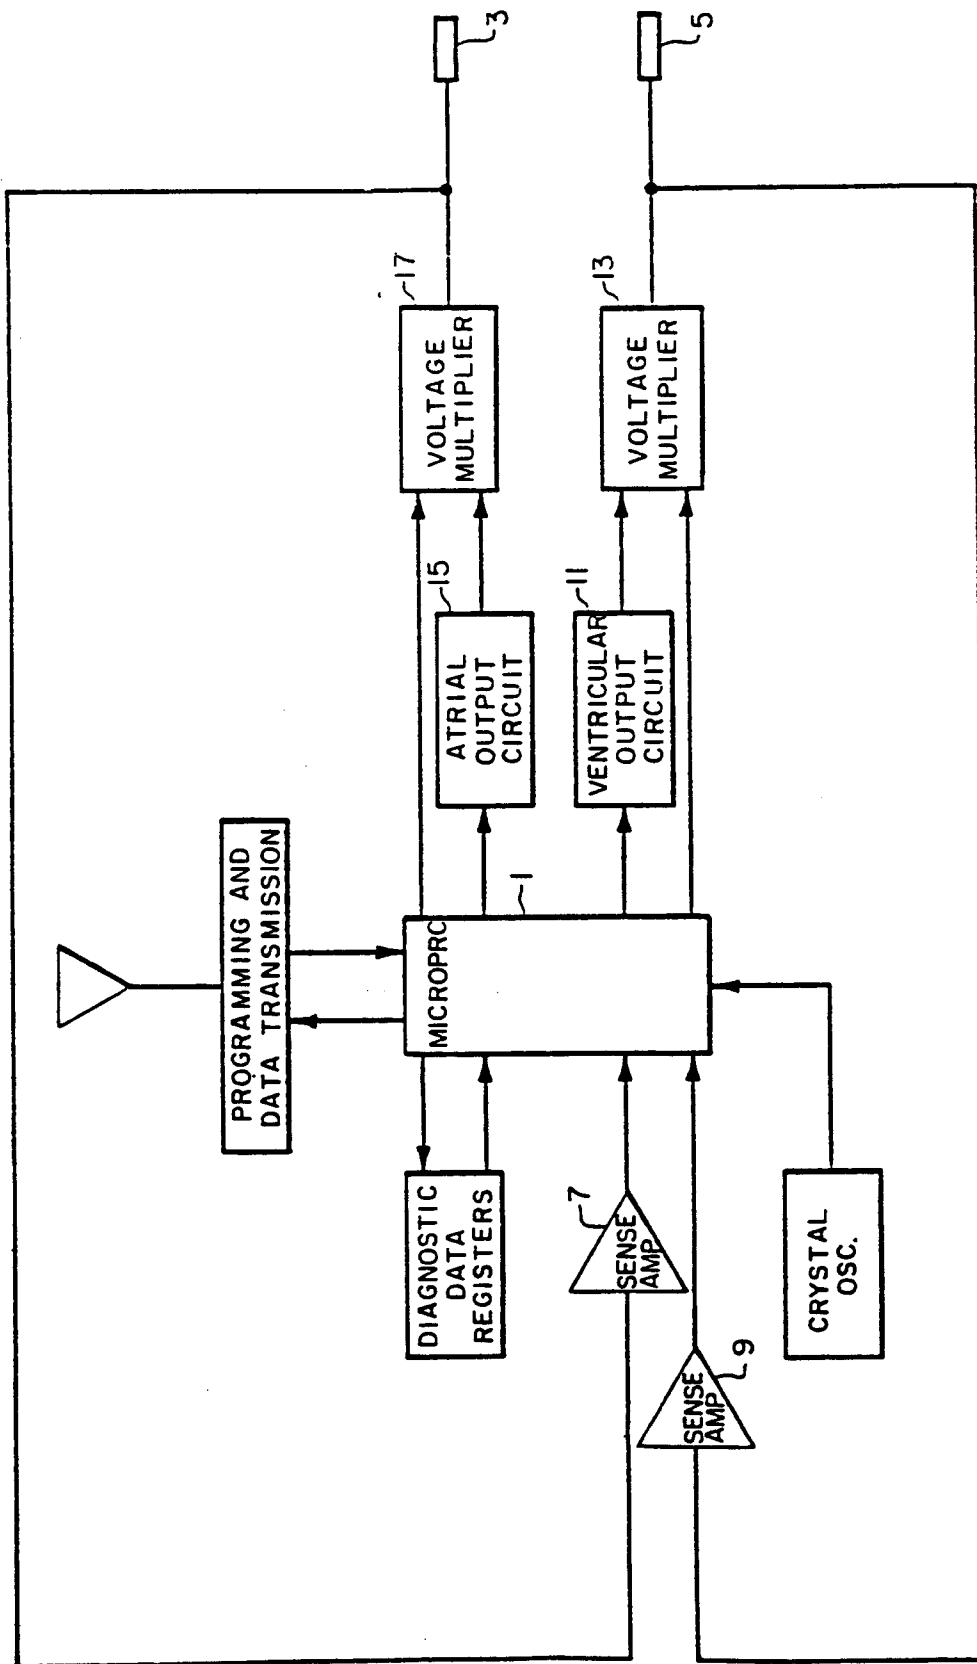 PROGRAMMING AND
DATA TRANSMISSION
DIAGNOSTIC
DATA
REGISTERS
MICROPRC
1
ATRIAL
OUTPUT
CIRCUIT
15
VOLTAGE
MULTIPLIER
17
3
SENSE
AMP
7
SENSE
AMP
9
VENTRICULAR
OUTPUT
CIRCUIT
11
VOLTAGE
MULTIPLIER
13
5
CRYSTAL
OSC.